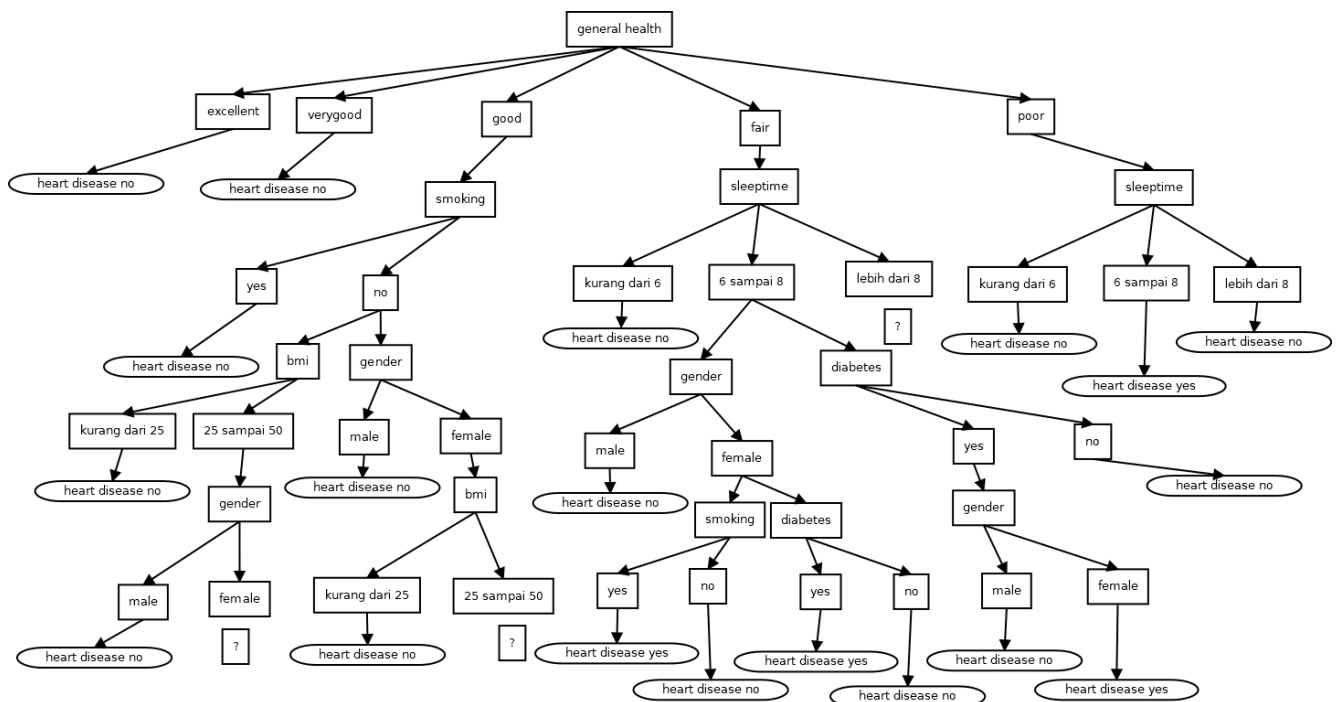 general health
excellent
verygood
good
fair
poor
heart disease no
heart disease no
smoking
sleeptime
sleeptime
yes
no
kurang dari 6
6 sampai 8
lebih dari 8
kurang dari 6
6 sampai 8
lebih dari 8
heart disease no
?
heart disease no
heart disease no
heart disease no
bmi
gender
gender
diabetes
heart disease yes
kurang dari 25
25 sampai 50
male
female
male
female
yes
no
heart disease no
heart disease no
heart disease no
heart disease no
gender
bmi
smoking
diabetes
gender
male
female
kurang dari 25
25 sampai 50
yes
no
yes
no
male
female
?
?
heart disease no
heart disease no
heart disease yes
heart disease yes
heart disease no
heart disease no
heart disease no
heart disease yes